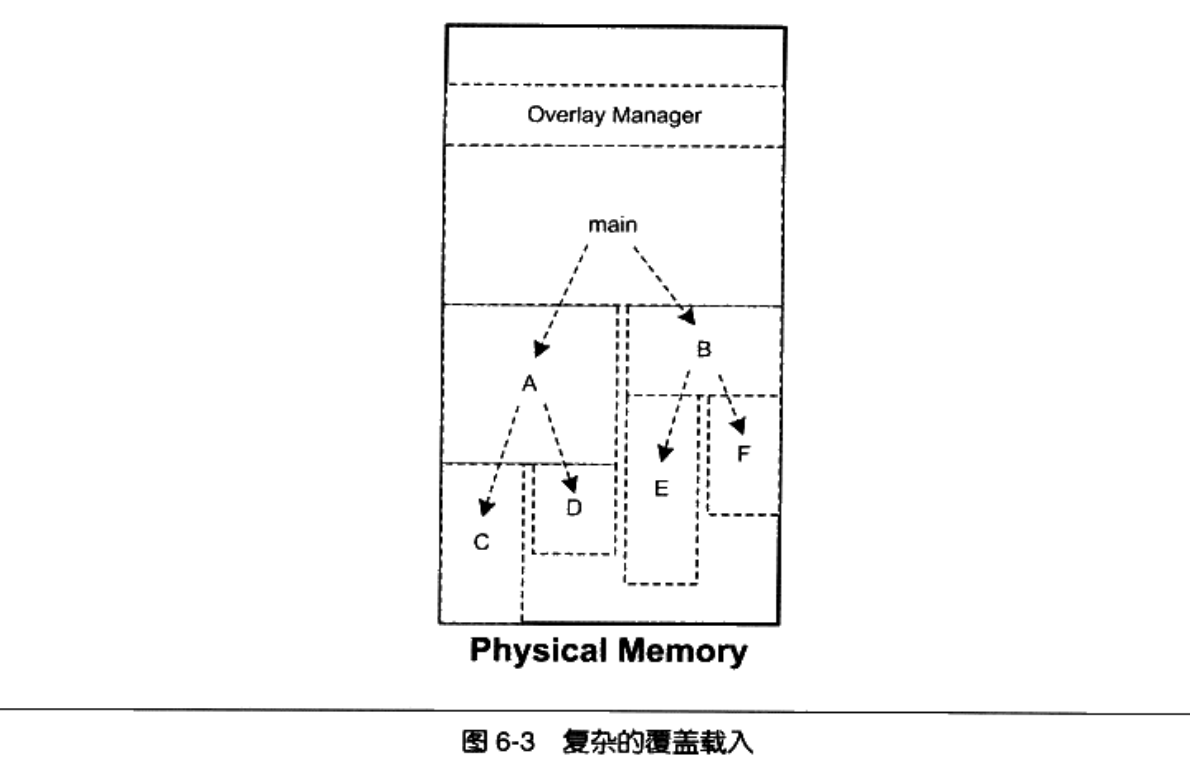 Overlay Manager
main
A
B
C
D
E
F
Physical Memory
图 6-3 复杂的覆盖载入